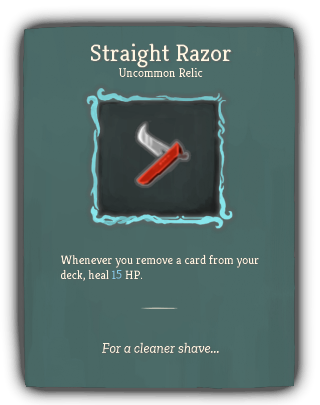 Straight Razor
Uncommon Relic
Whenever you remove a card from your
deck, heal 15 HP.
For a cleaner shave...